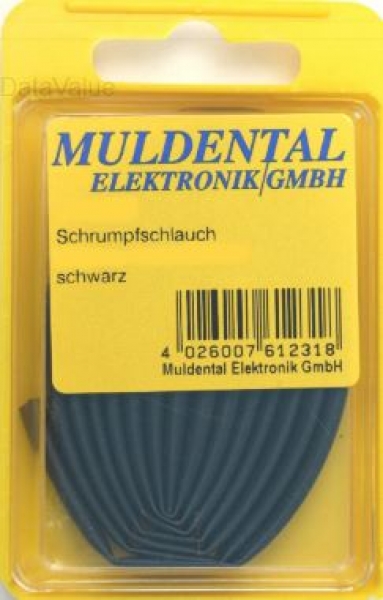 DataValue
MULDENTAL
ELEKTRONIK/GMBH
Schrumpfschlauch
schwarz
4 026007 612318
Muldental Elektronik GmbH